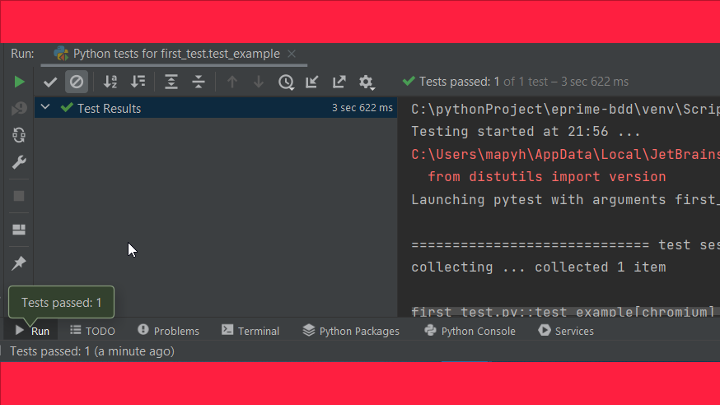 Run: Python tests for first_test.test_example
Tests passed: 1 of 1 test – 3 sec 622 ms
Test Results 3 sec 622 ms
C:\pythonProject\eprime-bdd\venv\Scrip
Testing started at 21:56 ...
C:\Users\mapyh\AppData\Local\JetBrains
from distutils import version
Launching pytest with arguments first_
============================= test ses
collecting ... collected 1 item
first_test.py::test_example[chromium]
Tests passed: 1
Run TODO Problems Terminal Python Packages Python Console Services
Tests passed: 1 (a minute ago)